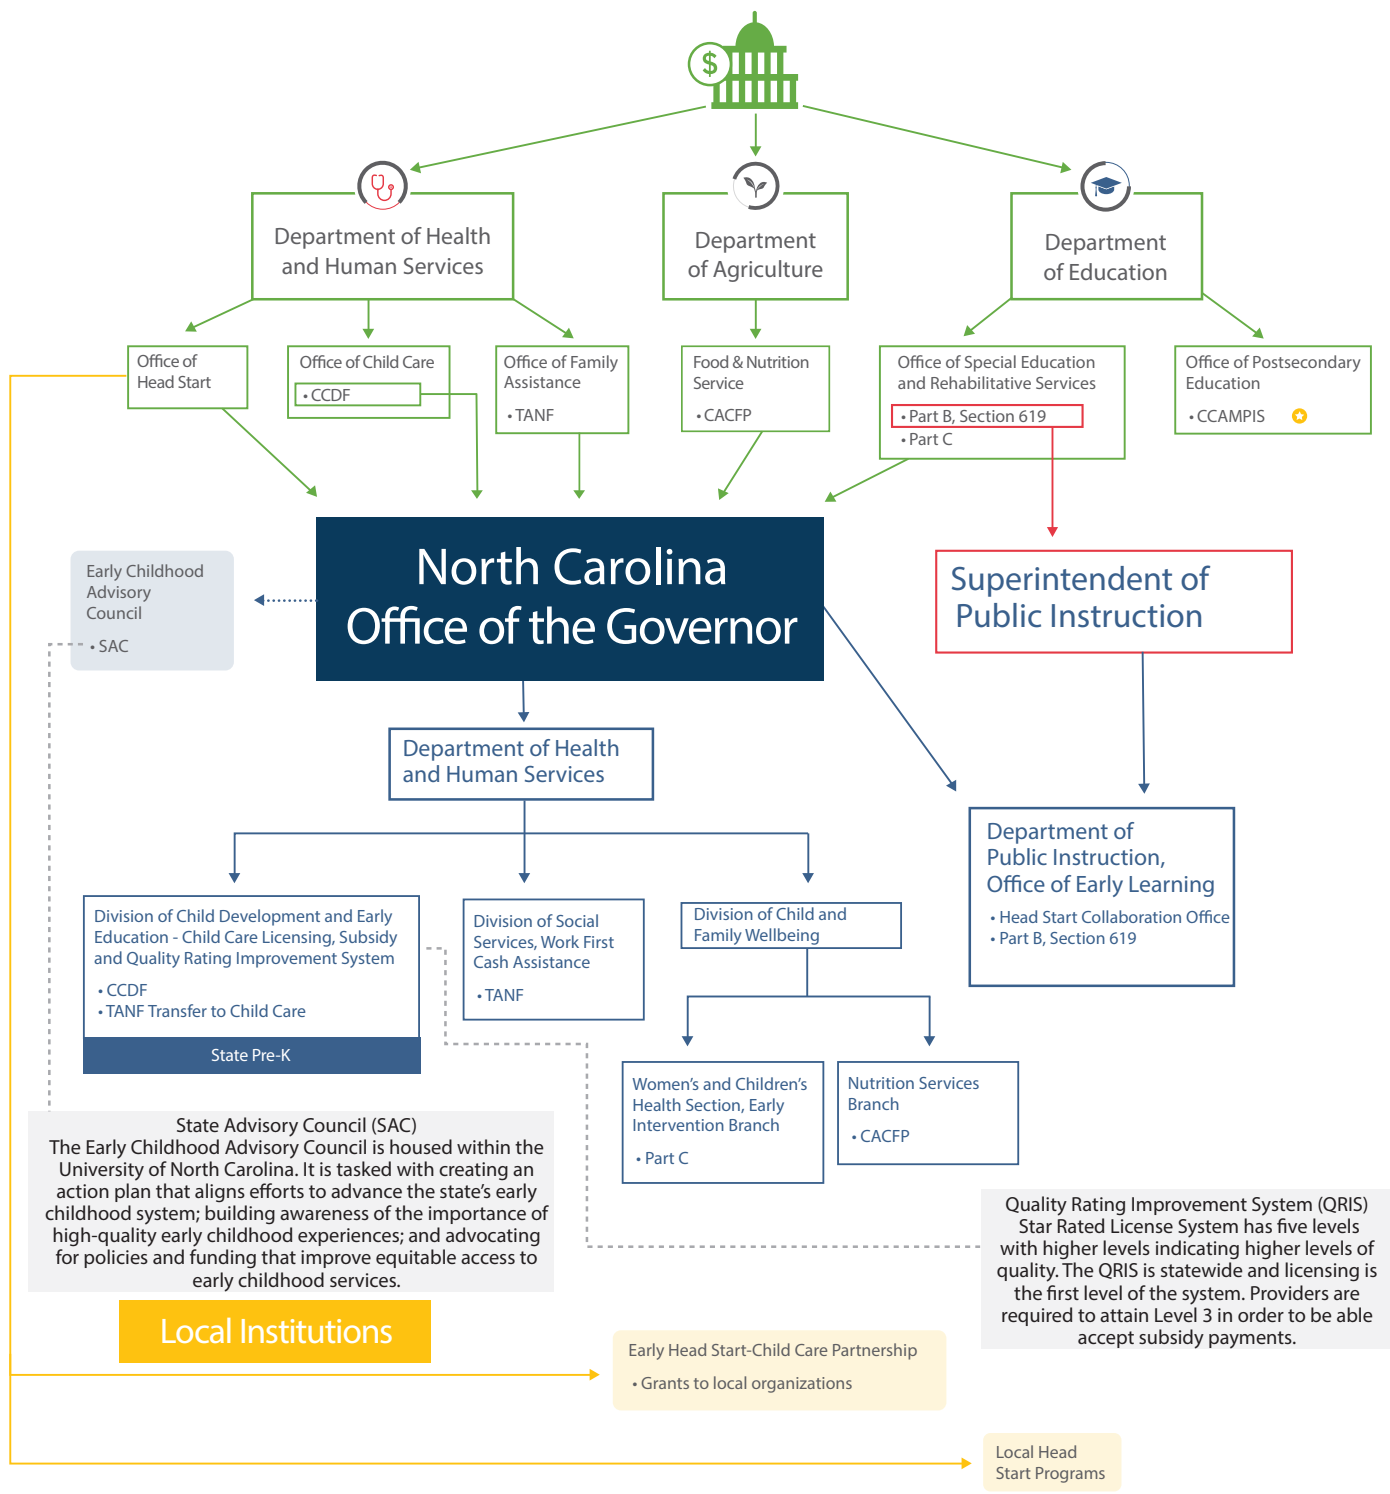 $
Department of Health
and Human Services
Department
of Agriculture
Department
of Education
Office of
Head Start
Office of Child Care
• CCDF
Office of Family
Assistance
• TANF
Food & Nutrition
Service
• CACFP
Office of Special Education
and Rehabilitative Services
• Part B, Section 619
• Part C
Office of Postsecondary
Education
• CCAMPIS
North Carolina
Office of the Governor
Early Childhood
Advisory
Council
• SAC
Superintendent of
Public Instruction
Department of Health
and Human Services
Department of
Public Instruction,
Office of Early Learning
• Head Start Collaboration Office
• Part B, Section 619
Division of Child Development and Early
Education - Child Care Licensing, Subsidy
and Quality Rating Improvement System
• CCDF
• TANF Transfer to Child Care
State Pre-K
Division of Social
Services, Work First
Cash Assistance
• TANF
Division of Child and
Family Wellbeing
Women’s and Children’s
Health Section, Early
Intervention Branch
• Part C
Nutrition Services
Branch
• CACFP
State Advisory Council (SAC)
The Early Childhood Advisory Council is housed within the
University of North Carolina. It is tasked with creating an
action plan that aligns efforts to advance the state’s early
childhood system; building awareness of the importance of
high-quality early childhood experiences; and advocating
for policies and funding that improve equitable access to
early childhood services.
Quality Rating Improvement System (QRIS)
Star Rated License System has five levels
with higher levels indicating higher levels of
quality. The QRIS is statewide and licensing is
the first level of the system. Providers are
required to attain Level 3 in order to be able
accept subsidy payments.
Local Institutions
Early Head Start-Child Care Partnership
• Grants to local organizations
Local Head
Start Programs